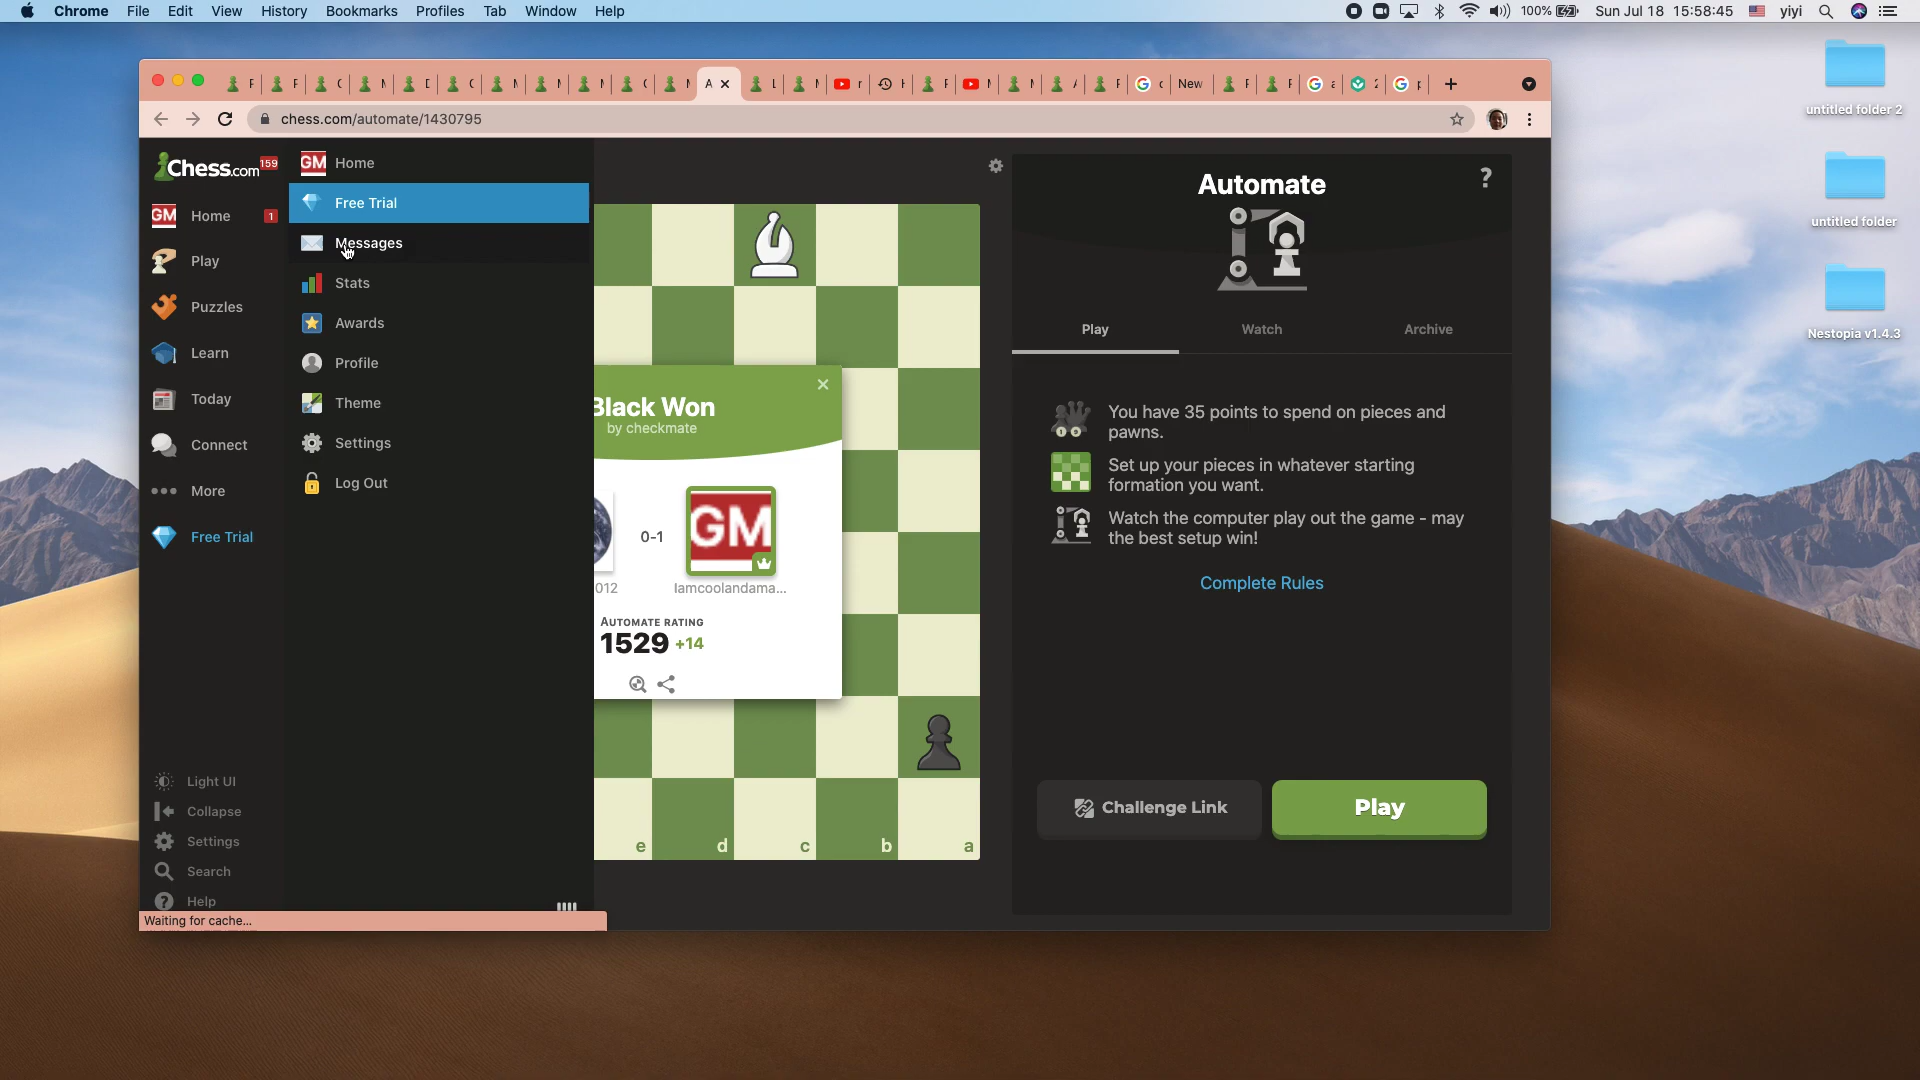 Chrome File Edit View History Bookmarks Profiles Tab Window Help
100% Sun Jul 18 15:58:45 yiyi
New
chess.com/automate/1430795
untitled folder 2
untitled folder
Nestopia v1.4.3
Chess.com 159
GM Home 1
Play
Puzzles
Learn
Today
Connect
More
Free Trial
Light UI
Collapse
Settings
Search
Help
Waiting for cache...
GM Home
Free Trial
Messages
Stats
Awards
Profile
Theme
Settings
Log Out
Black Won
by checkmate
0-1
GM
012
Iamcoolandama...
AUTOMATE RATING
1529 +14
e d c b a
Automate
?
Play Watch Archive
You have 35 points to spend on pieces and
pawns.
Set up your pieces in whatever starting
formation you want.
Watch the computer play out the game - may
the best setup win!
Complete Rules
Challenge Link
Play